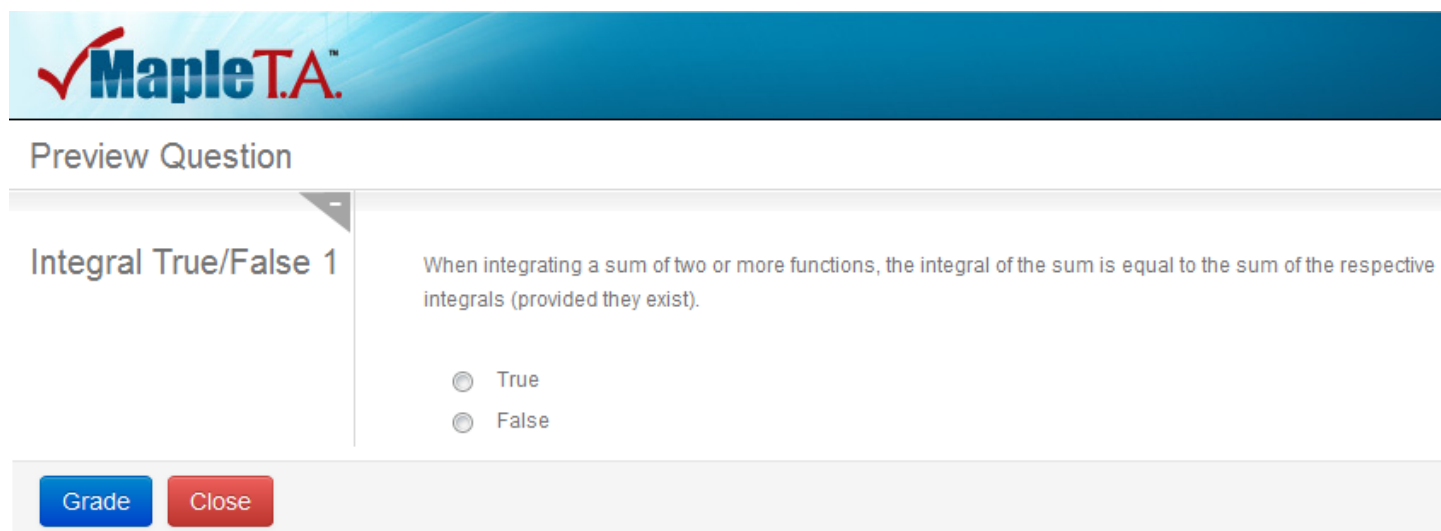 MapleT.A.™
Preview Question
Integral True/False 1
When integrating a sum of two or more functions, the integral of the sum is equal to the sum of the respective
integrals (provided they exist).
True
False
Grade Close